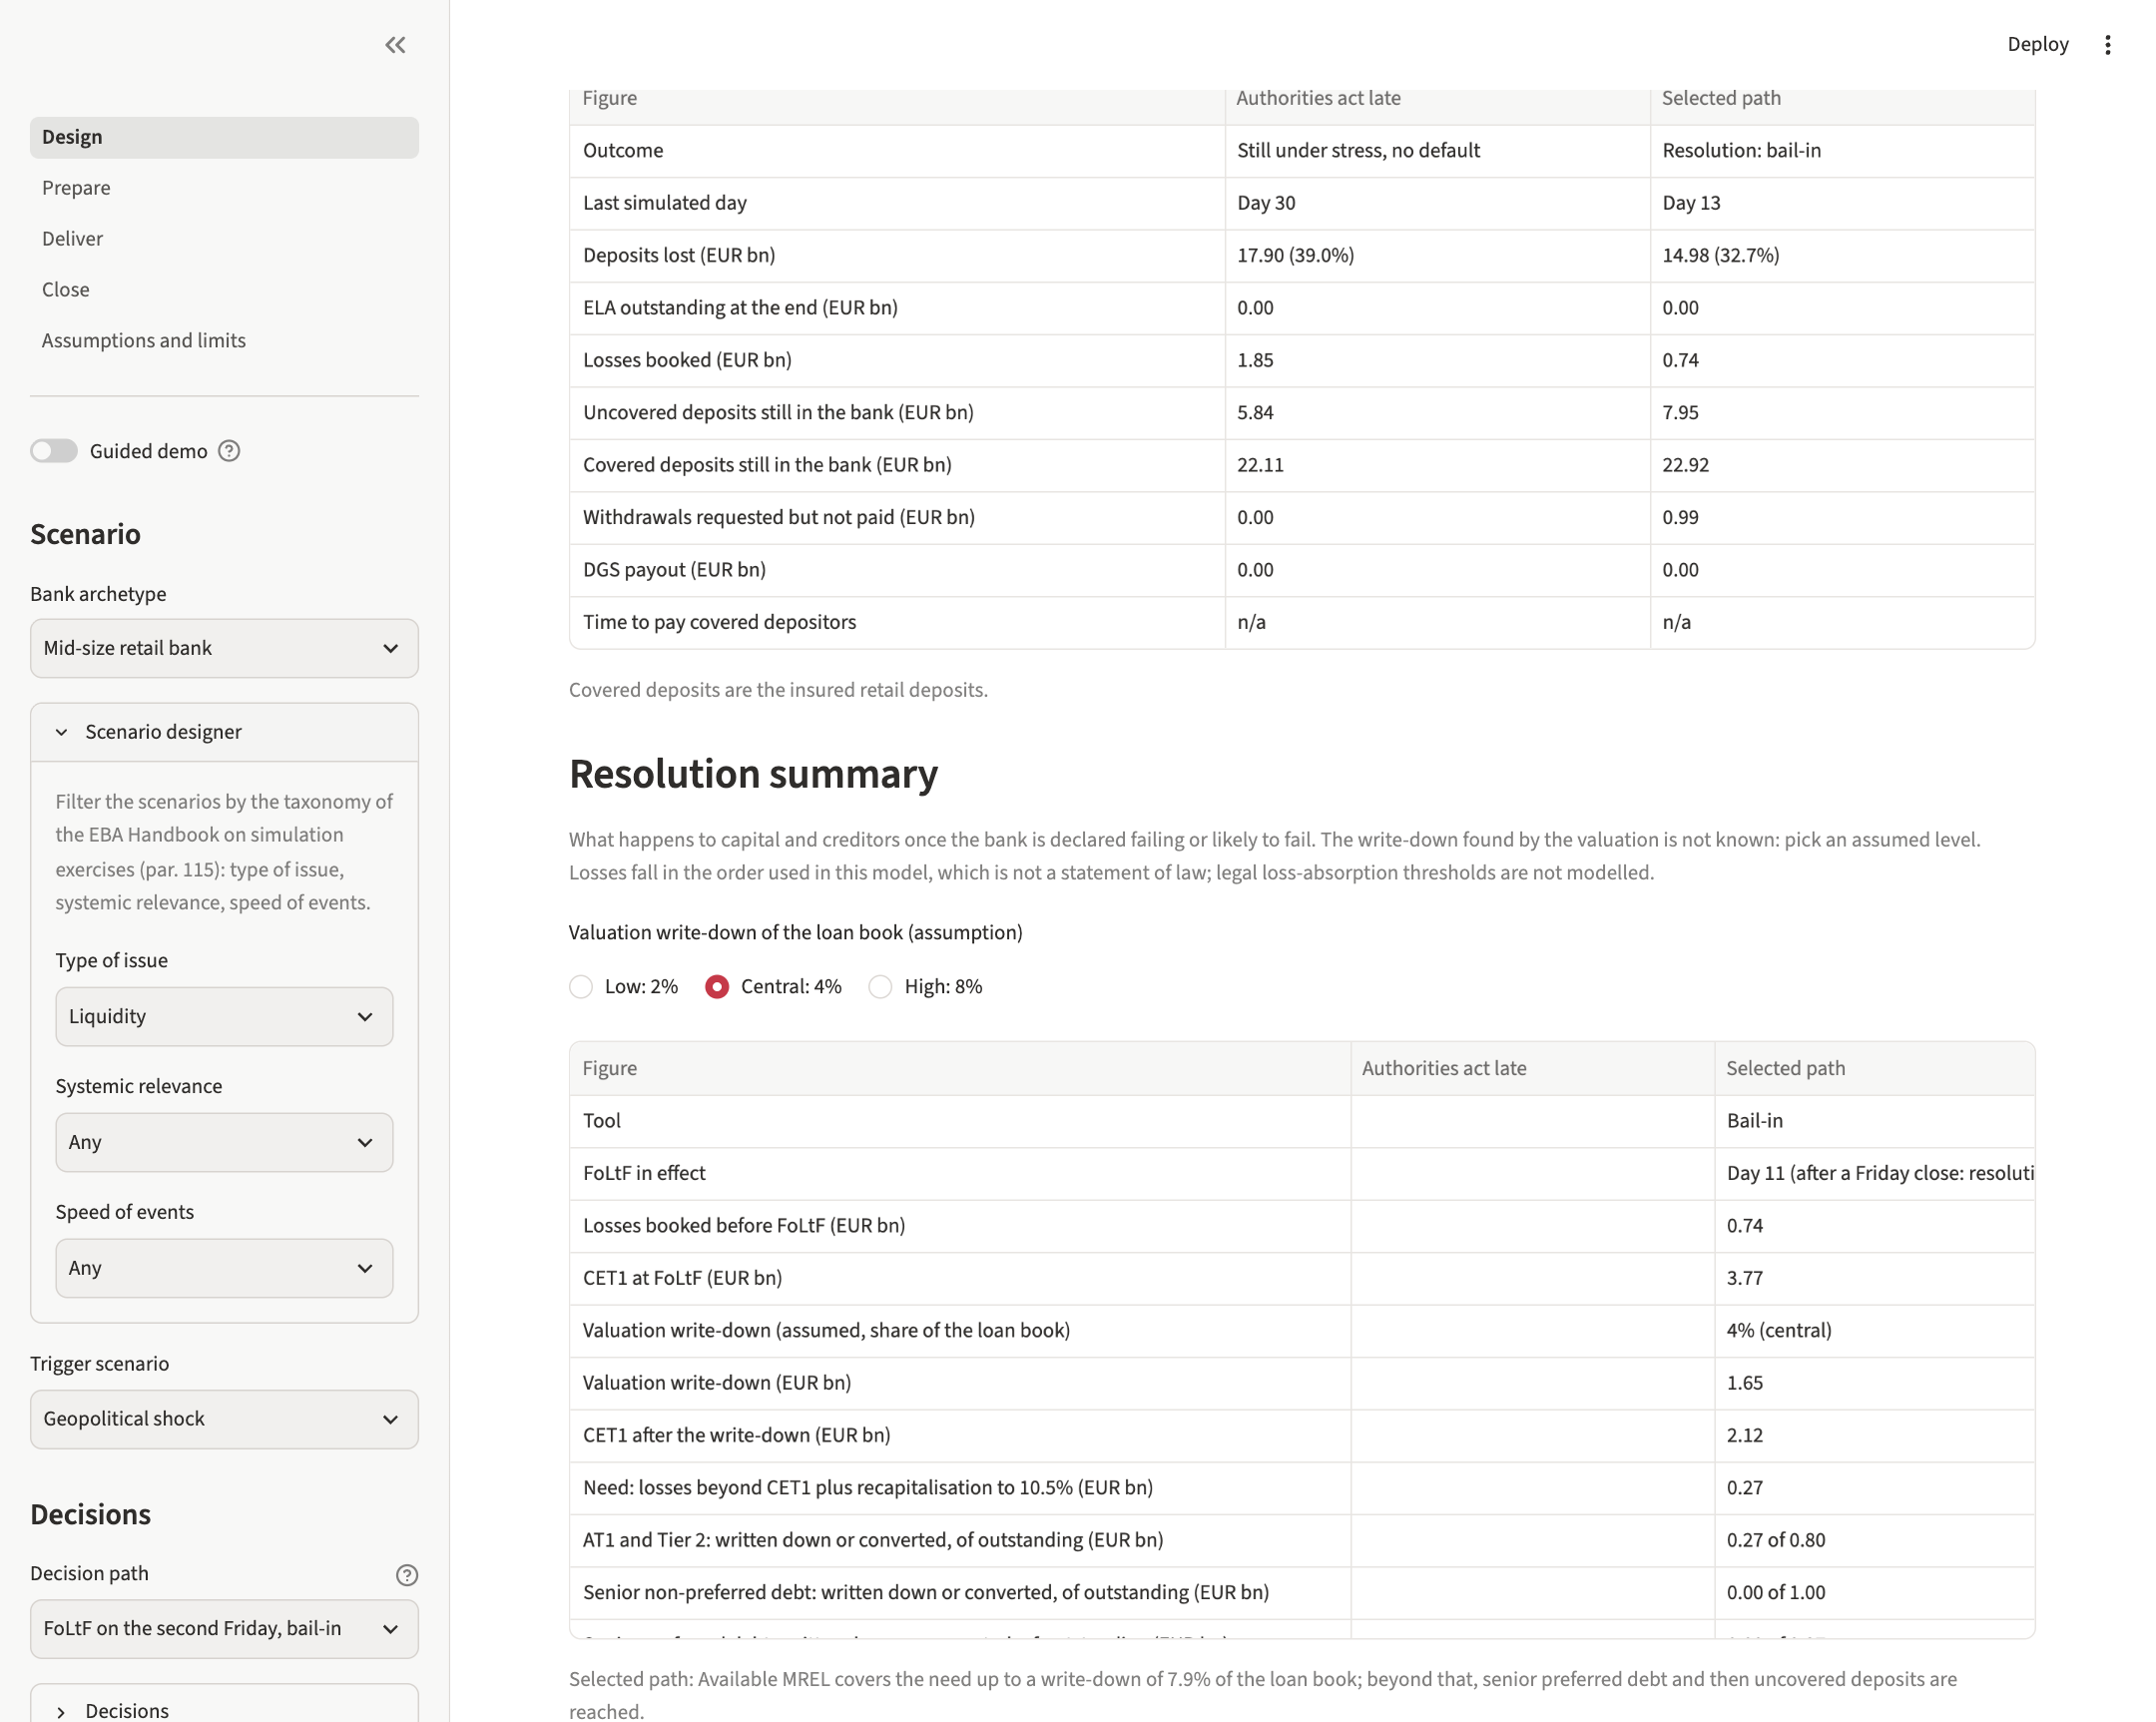 Deploy
Design
Prepare
Deliver
Close
Assumptions and limits
Guided demo
Scenario
Bank archetype
Mid-size retail bank
Scenario designer
Filter the scenarios by the taxonomy of
the EBA Handbook on simulation
exercises (par. 115): type of issue,
systemic relevance, speed of events.
Type of issue
Liquidity
Systemic relevance
Any
Speed of events
Any
Trigger scenario
Geopolitical shock
Decisions
Decision path
FoLtF on the second Friday, bail-in
Decisions
Figure Authorities act late Selected path
Outcome Still under stress, no default Resolution: bail-in
Last simulated day Day 30 Day 13
Deposits lost (EUR bn) 17.90 (39.0%) 14.98 (32.7%)
ELA outstanding at the end (EUR bn) 0.00 0.00
Losses booked (EUR bn) 1.85 0.74
Uncovered deposits still in the bank (EUR bn) 5.84 7.95
Covered deposits still in the bank (EUR bn) 22.11 22.92
Withdrawals requested but not paid (EUR bn) 0.00 0.99
DGS payout (EUR bn) 0.00 0.00
Time to pay covered depositors n/a n/a
Covered deposits are the insured retail deposits.
Resolution summary
What happens to capital and creditors once the bank is declared failing or likely to fail. The write-down found by the valuation is not known: pick an assumed level.
Losses fall in the order used in this model, which is not a statement of law; legal loss-absorption thresholds are not modelled.
Valuation write-down of the loan book (assumption)
Low: 2% Central: 4% High: 8%
Figure Authorities act late Selected path
Tool Bail-in
FoLtF in effect Day 11 (after a Friday close: resoluti
Losses booked before FoLtF (EUR bn) 0.74
CET1 at FoLtF (EUR bn) 3.77
Valuation write-down (assumed, share of the loan book) 4% (central)
Valuation write-down (EUR bn) 1.65
CET1 after the write-down (EUR bn) 2.12
Need: losses beyond CET1 plus recapitalisation to 10.5% (EUR bn) 0.27
AT1 and Tier 2: written down or converted, of outstanding (EUR bn) 0.27 of 0.80
Senior non-preferred debt: written down or converted, of outstanding (EUR bn) 0.00 of 1.00
Selected path: Available MREL covers the need up to a write-down of 7.9% of the loan book; beyond that, senior preferred debt and then uncovered deposits are
reached.